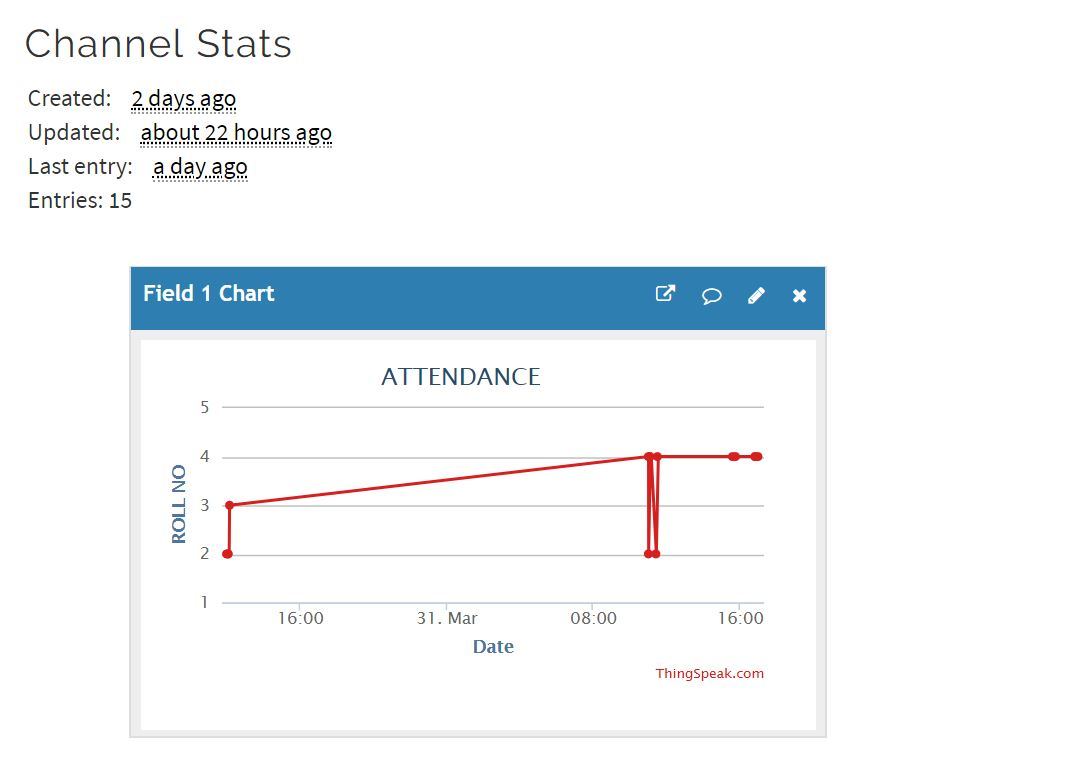 Channel Stats
Created: 2 days ago
Updated: about 22 hours ago
Last entry: a day ago
Entries: 15
Field 1 Chart
ATTENDANCE
5
4
3
2
1
ROLL NO
16:00 31. Mar 08:00 16:00
Date
ThingSpeak.com